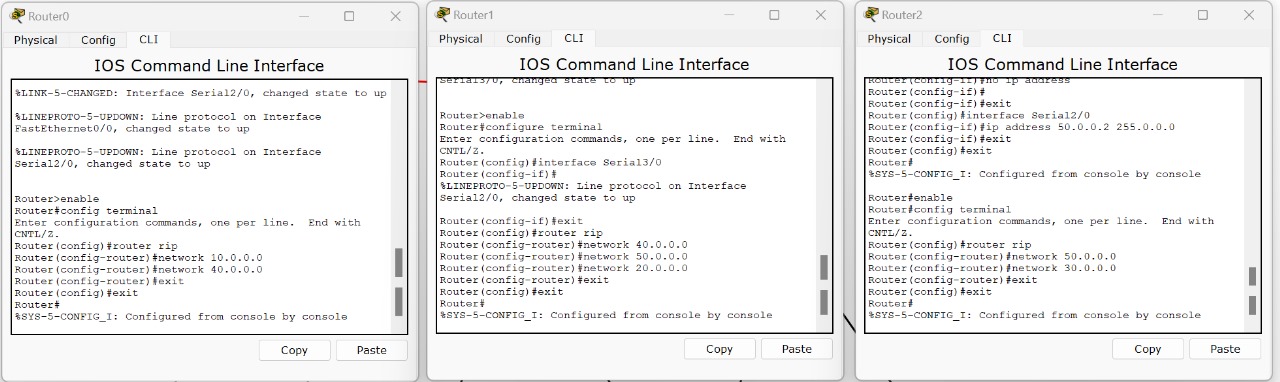 Router0
Physical Config CLI
IOS Command Line Interface
%LINK-5-CHANGED: Interface Serial2/0, changed state to up
%LINEPROTO-5-UPDOWN: Line protocol on Interface
FastEthernet0/0, changed state to up
%LINEPROTO-5-UPDOWN: Line protocol on Interface
Serial2/0, changed state to up
Router>enable
Router#config terminal
Enter configuration commands, one per line.  End with
CNTL/Z.
Router(config)#router rip
Router(config-router)#network 10.0.0.0
Router(config-router)#network 40.0.0.0
Router(config-router)#exit
Router(config)#exit
Router#
%SYS-5-CONFIG_I: Configured from console by console
Copy Paste
Router1
Physical Config CLI
IOS Command Line Interface
Serial3/0, changed state to up
Router>enable
Router#configure terminal
Enter configuration commands, one per line.  End with
CNTL/Z.
Router(config)#interface Serial3/0
Router(config-if)#
%LINEPROTO-5-UPDOWN: Line protocol on Interface
Serial2/0, changed state to up
Router(config-if)#exit
Router(config)#router rip
Router(config-router)#network 40.0.0.0
Router(config-router)#network 50.0.0.0
Router(config-router)#network 20.0.0.0
Router(config-router)#exit
Router(config)#exit
Router#
%SYS-5-CONFIG_I: Configured from console by console
Copy Paste
Router2
Physical Config CLI
IOS Command Line Interface
Router(config-if)#no ip address
Router(config-if)#
Router(config-if)#exit
Router(config)#interface Serial2/0
Router(config-if)#ip address 50.0.0.2 255.0.0.0
Router(config-if)#exit
Router(config)#exit
Router#
%SYS-5-CONFIG_I: Configured from console by console
Router#enable
Router#config terminal
Enter configuration commands, one per line.  End with
CNTL/Z.
Router(config)#router rip
Router(config-router)#network 50.0.0.0
Router(config-router)#network 30.0.0.0
Router(config-router)#exit
Router(config)#exit
Router#
%SYS-5-CONFIG_I: Configured from console by console
Copy Paste